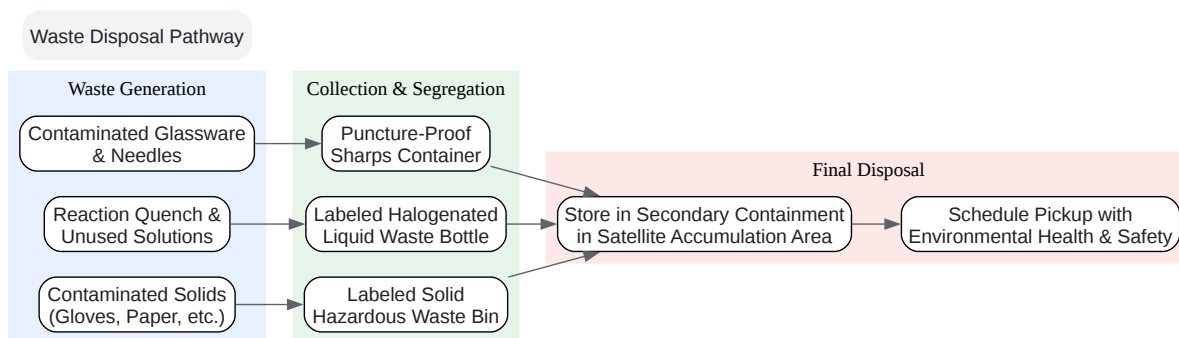 Waste Disposal Pathway
Waste Generation
Contaminated Glassware
& Needles
Reaction Quench &
Unused Solutions
Contaminated Solids
(Gloves, Paper, etc.)
Collection & Segregation
Puncture-Proof
Sharps Container
Labeled Halogenated
Liquid Waste Bottle
Labeled Solid
Hazardous Waste Bin
Final Disposal
Store in Secondary Containment
in Satellite Accumulation Area
Schedule Pickup with
Environmental Health & Safety